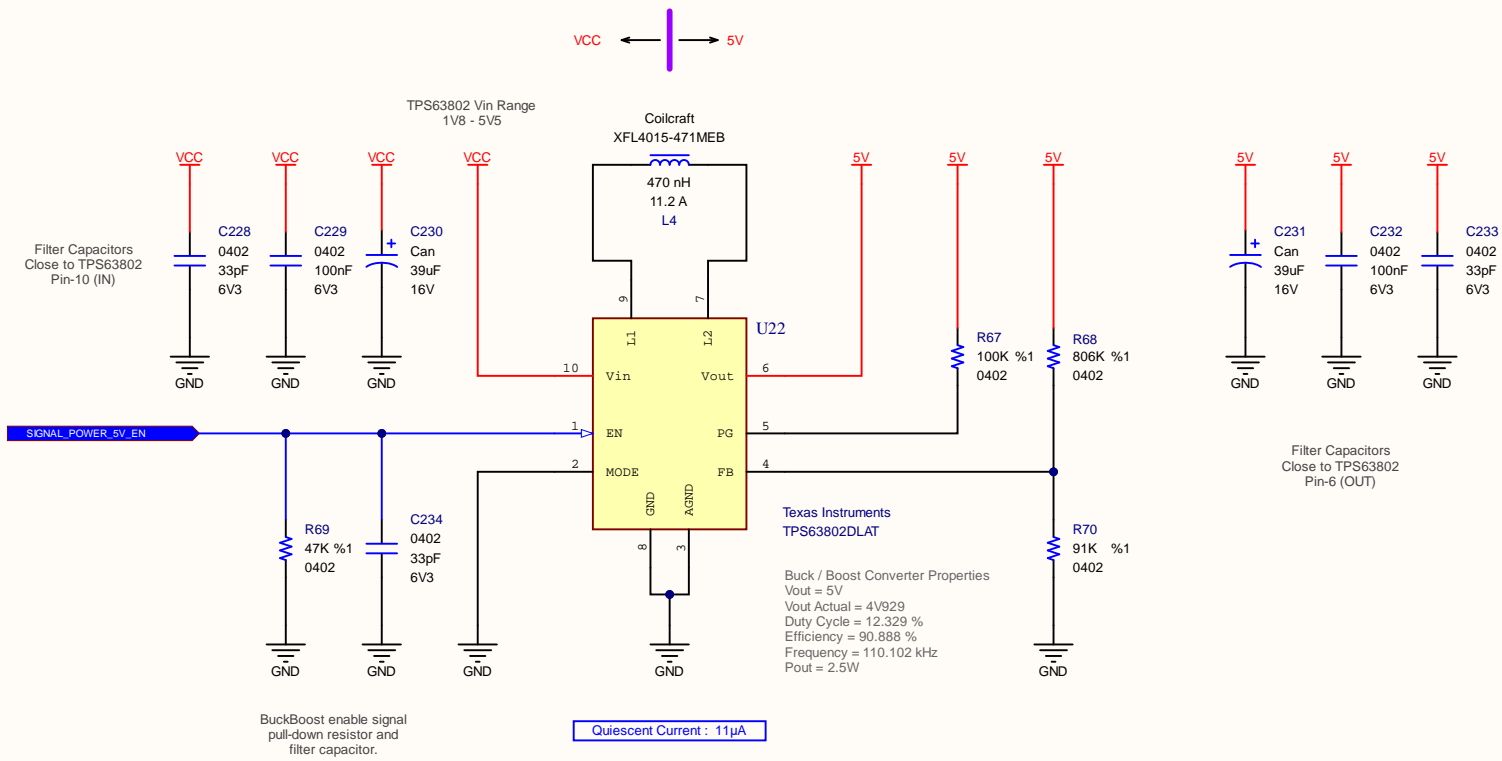 VCC
5V
TPS63802 Vin Range
1V8 - 5V5
Coilcraft
XFL4015-471MEB
470 nH
11.2 A
L4
VCC
VCC
VCC
VCC
5V
5V
5V
5V
5V
5V
Filter Capacitors
Close to TPS63802
Pin-10 (IN)
C228
0402
33pF
6V3
C229
0402
100nF
6V3
C230
Can
39uF
16V
+
GND
GND
GND
C231
Can
39uF
16V
+
C232
0402
100nF
6V3
C233
0402
33pF
6V3
GND
GND
GND
Filter Capacitors
Close to TPS63802
Pin-6 (OUT)
9
7
L1
L2
U22
10
Vin
Vout
6
1
EN
PG
5
2
MODE
FB
4
GND
AGND
8
3
R67
100K %1
0402
R68
806K %1
0402
SIGNAL_POWER_5V_EN
R69
47K %1
0402
C234
0402
33pF
6V3
Texas Instruments
TPS63802DLAT
R70
91K %1
0402
Buck / Boost Converter Properties
Vout = 5V
Vout Actual = 4V929
Duty Cycle = 12.329 %
Efficiency = 90.888 %
Frequency = 110.102 kHz
Pout = 2.5W
GND
GND
GND
GND
GND
BuckBoost enable signal
pull-down resistor and
filter capacitor.
Quiescent Current : 11µA